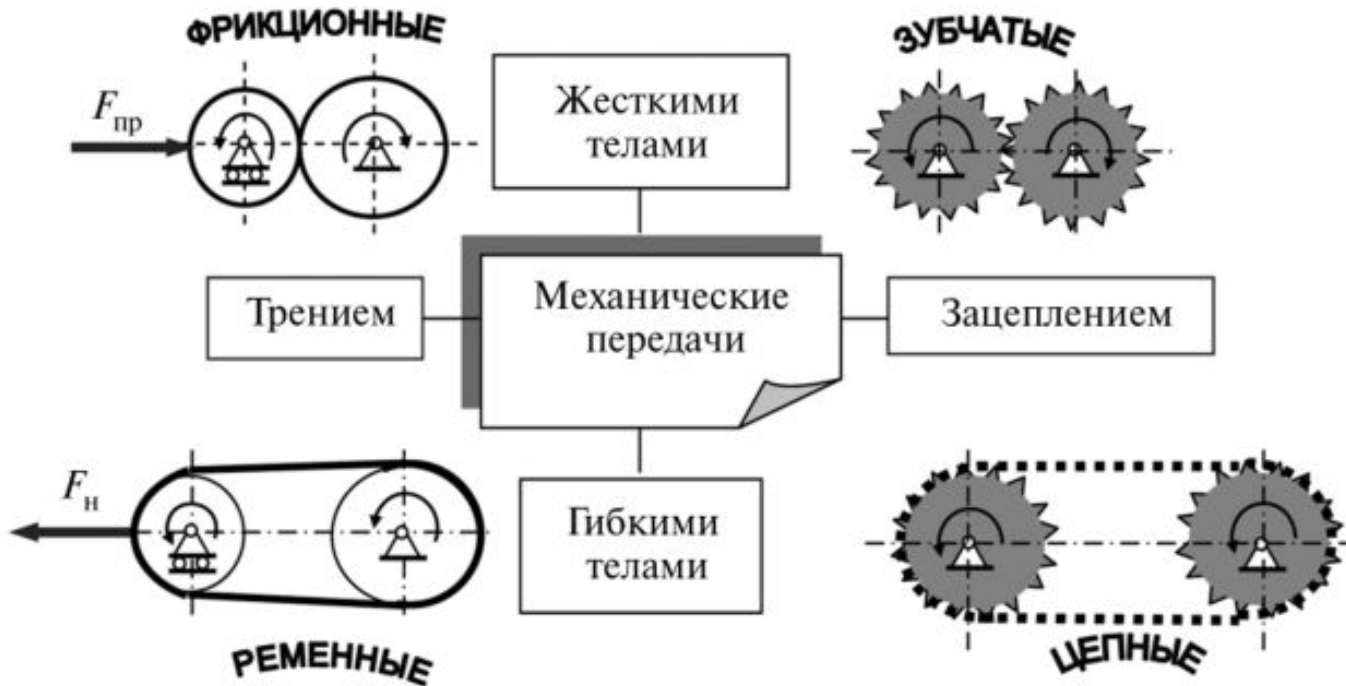 ФРИКЦИОННЫЕ
ЗУБЧАТЫЕ
Fпр
Жесткими
телами
Трением
Механические
передачи
Зацеплением
Fн
Гибкими
телами
РЕМЕННЫЕ
ЦЕПНЫЕ